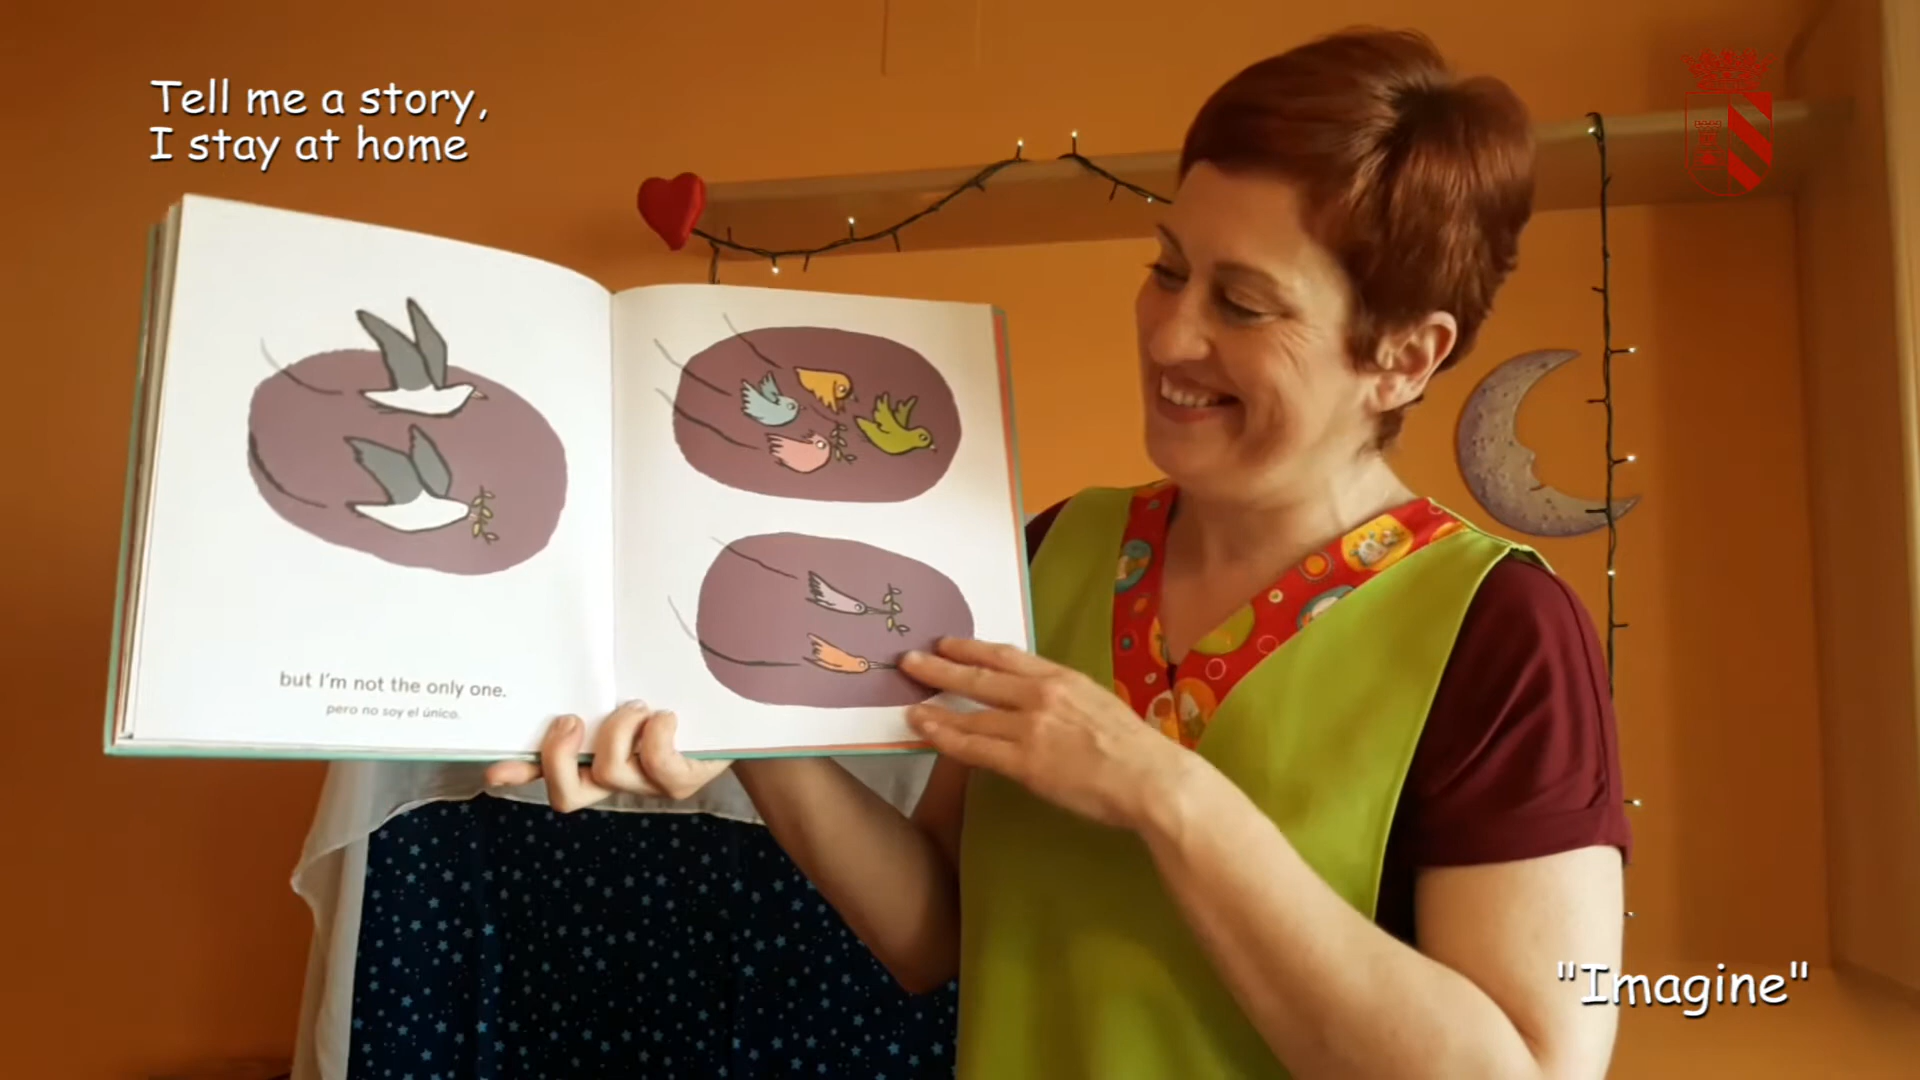 Tell me a story,
I stay at home
but I'm not the only one.
pero no soy el único.
"Imagine"